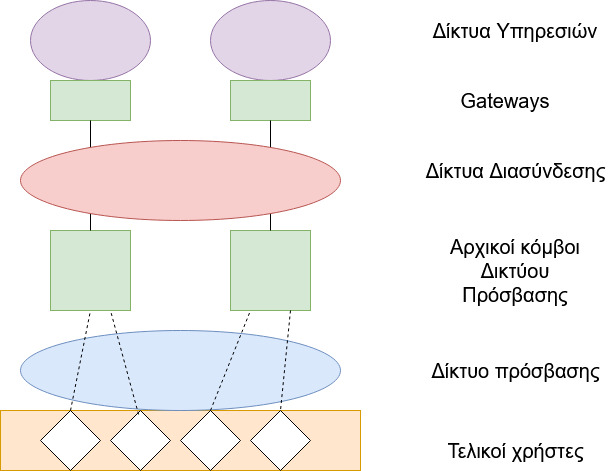 Δίκτυα Υπηρεσιών
Gateways
Δίκτυα Διασύνδεσης
Αρχικοί κόμβοι
Δικτύου
Πρόσβασης
Δίκτυο πρόσβασης
Τελικοί χρήστες